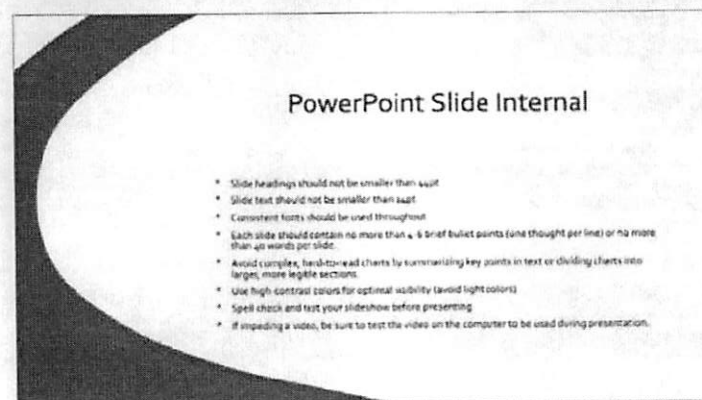 PowerPoint Slide Internal
* Slide headings should not be smaller than 44pt
* Slide text should not be smaller than 24pt
* Consistent fonts should be used throughout
* Each slide should contain no more than 4-6 brief bullet points (one thought per line) or no more
than 40 words per slide.
* Avoid complex, hard-to-read charts by summarizing key points in text or dividing charts into
larger, more legible sections.
* Use high-contrast colors for optimal visibility (avoid light colors)
* Spell check and test your slideshow before presenting
* If impeding a video, be sure to test the video on the computer to be used during presentation.